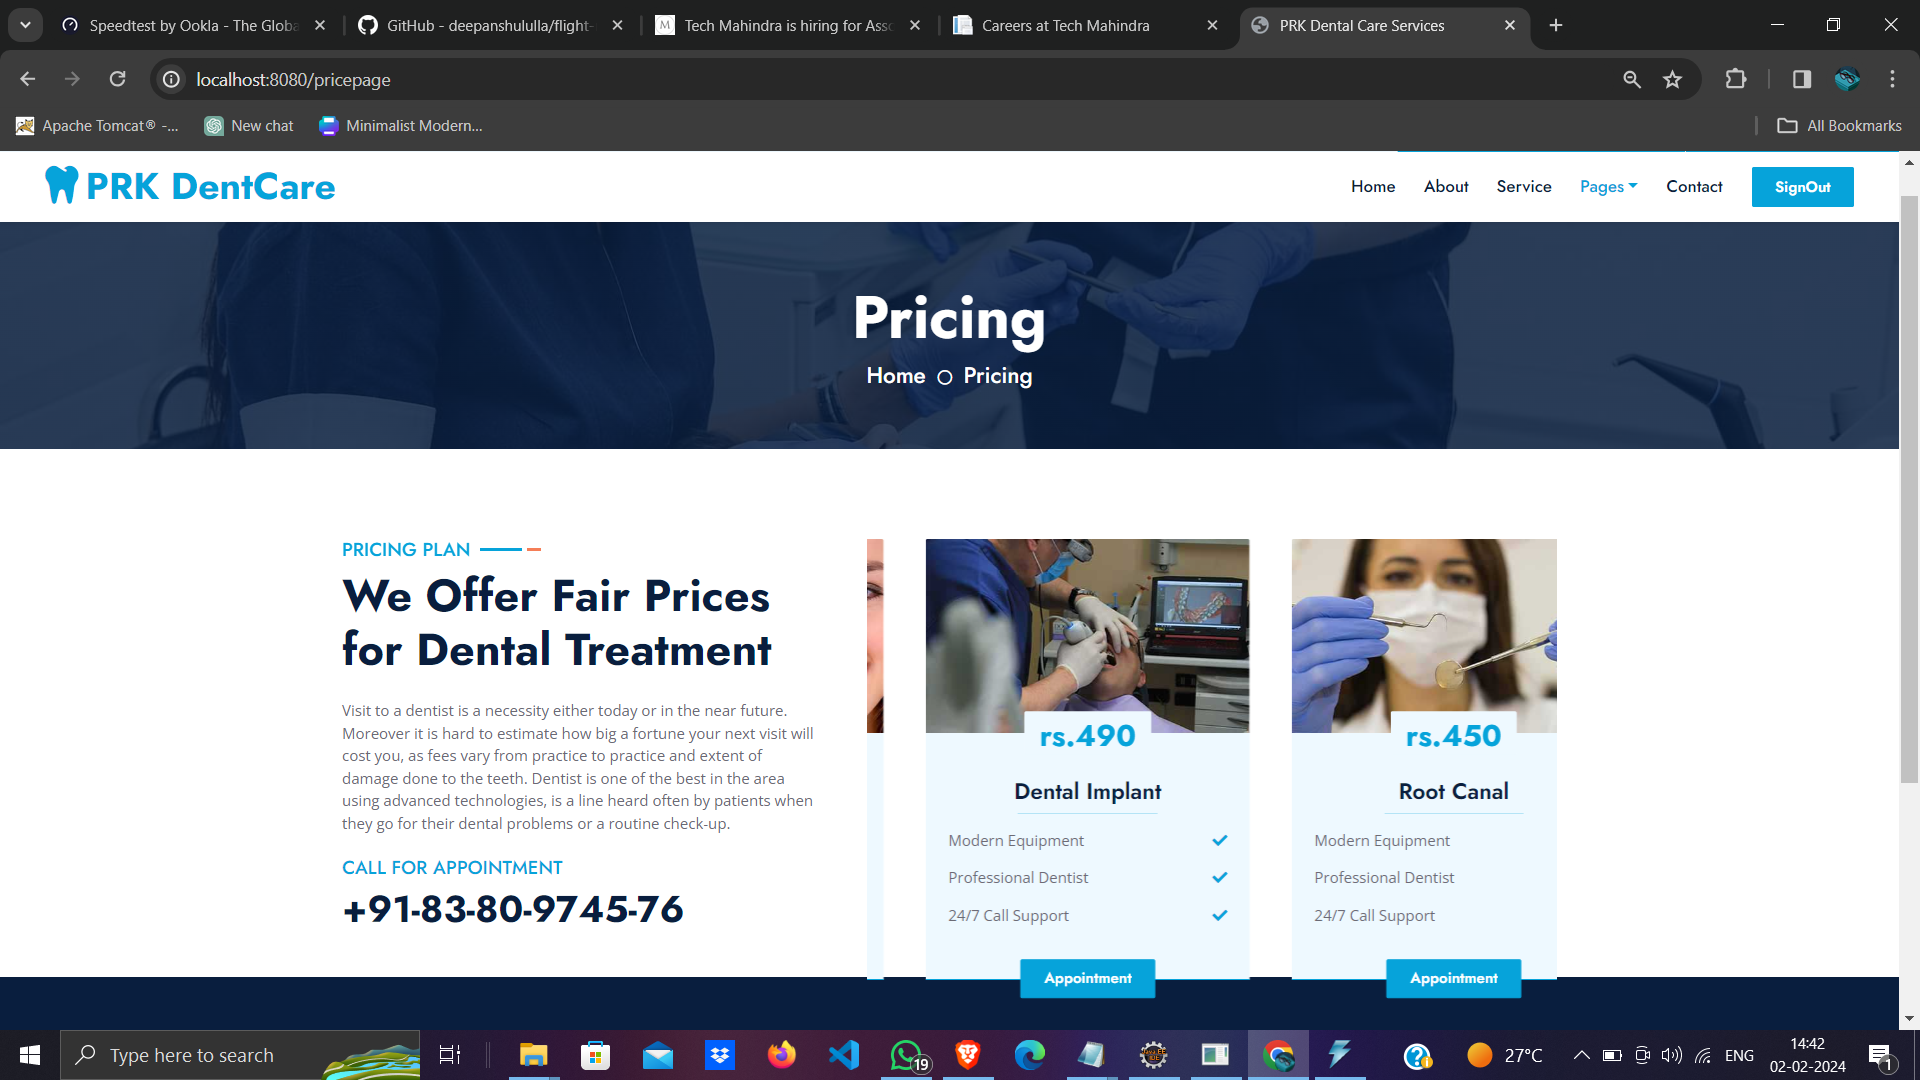 Speedtest by Ookla - The Globa
GitHub - deepanshululla/flight-
Tech Mahindra is hiring for Asso
Careers at Tech Mahindra
PRK Dental Care Services
localhost:8080/pricepage
Apache Tomcat® -...
New chat
Minimalist Modern...
All Bookmarks
PRK DentCare
Home
About
Service
Pages
Contact
SignOut
Pricing
Home
Pricing
PRICING PLAN
We Offer Fair Prices
for Dental Treatment
Visit to a dentist is a necessity either today or in the near future.
Moreover it is hard to estimate how big a fortune your next visit will
cost you, as fees vary from practice to practice and extent of
damage done to the teeth. Dentist is one of the best in the area
using advanced technologies, is a line heard often by patients when
they go for their dental problems or a routine check-up.
CALL FOR APPOINTMENT
+91-83-80-9745-76
rs.490
Dental Implant
Modern Equipment
Professional Dentist
24/7 Call Support
Appointment
rs.450
Root Canal
Modern Equipment
Professional Dentist
24/7 Call Support
Appointment
Type here to search
19
27°C
ENG
14:42
02-02-2024
1